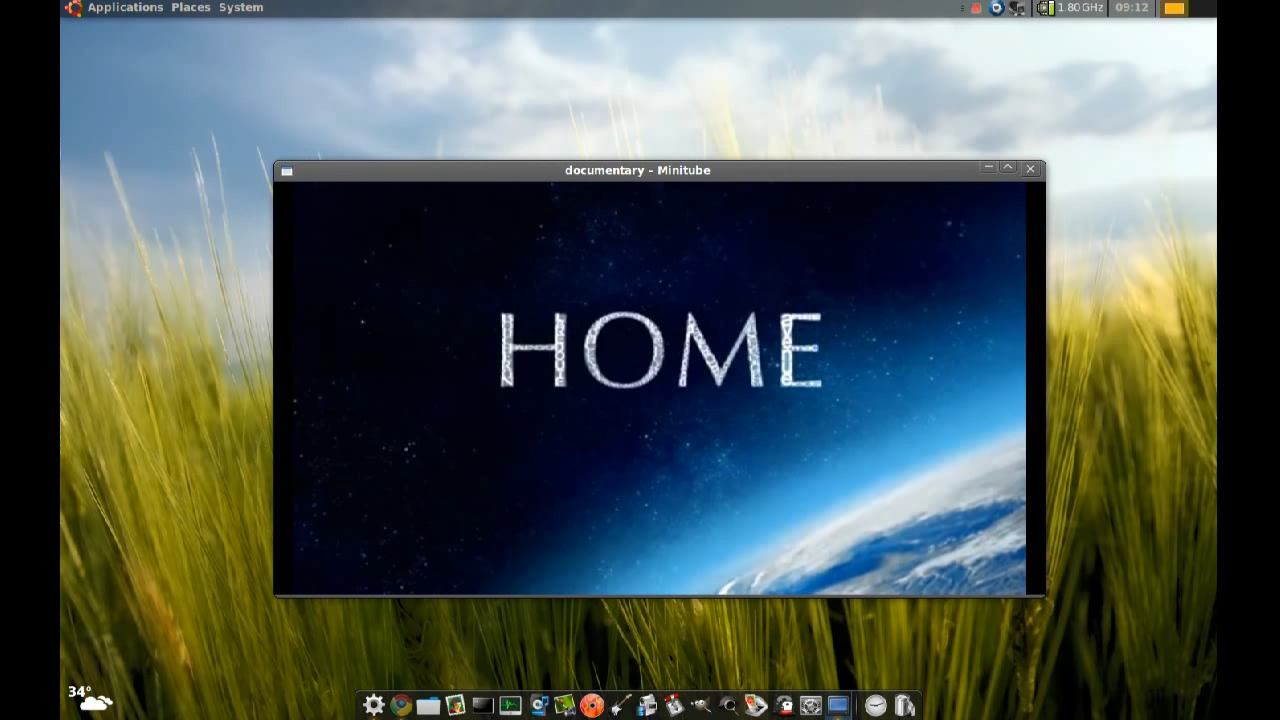 Applications Places System
1.80 GHz
09:12
documentary - Minitube
HOME
34°